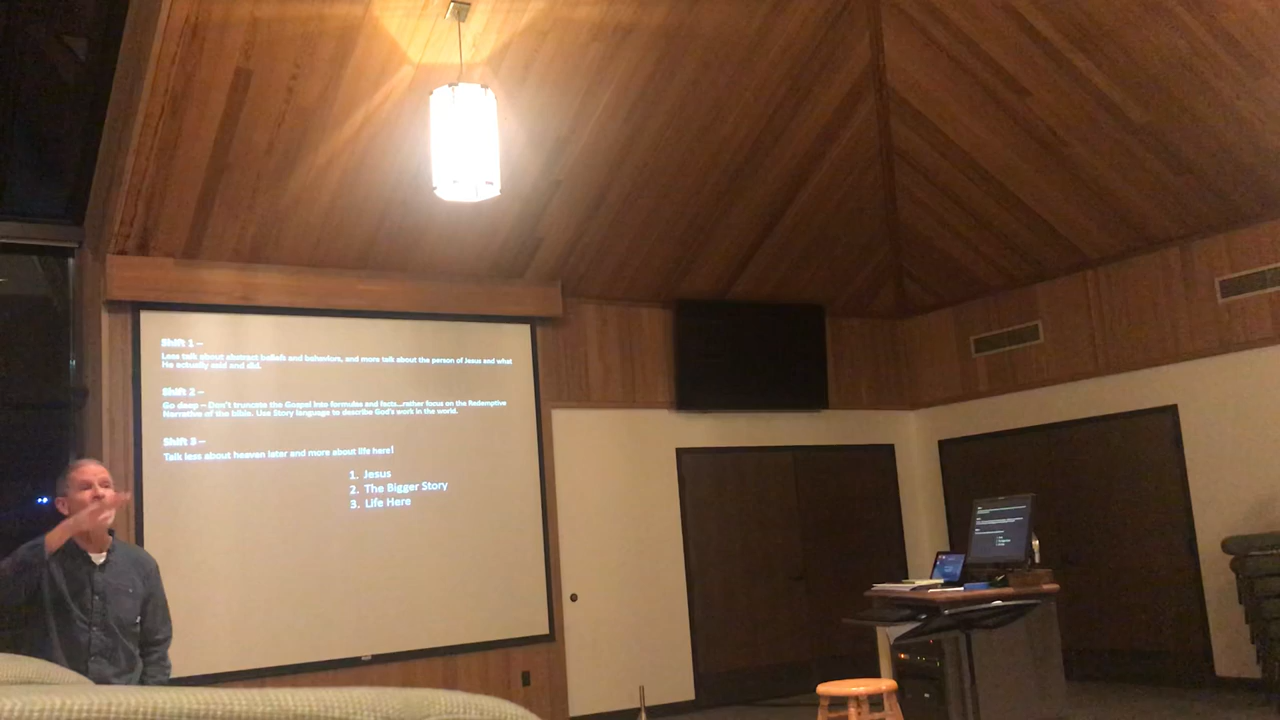 Shift 1 –
Less talk about abstract beliefs and behaviors, and more talk about the person of Jesus and what
He actually said and did.
Shift 2 –
Go deep – Don't truncate the Gospel into formulas and facts...rather focus on the Redemptive
Narrative of the bible. Use Story language to describe God's work in the world.
Shift 3 –
Talk less about heaven later and more about life here!
1. Jesus
2. The Bigger Story
3. Life Here